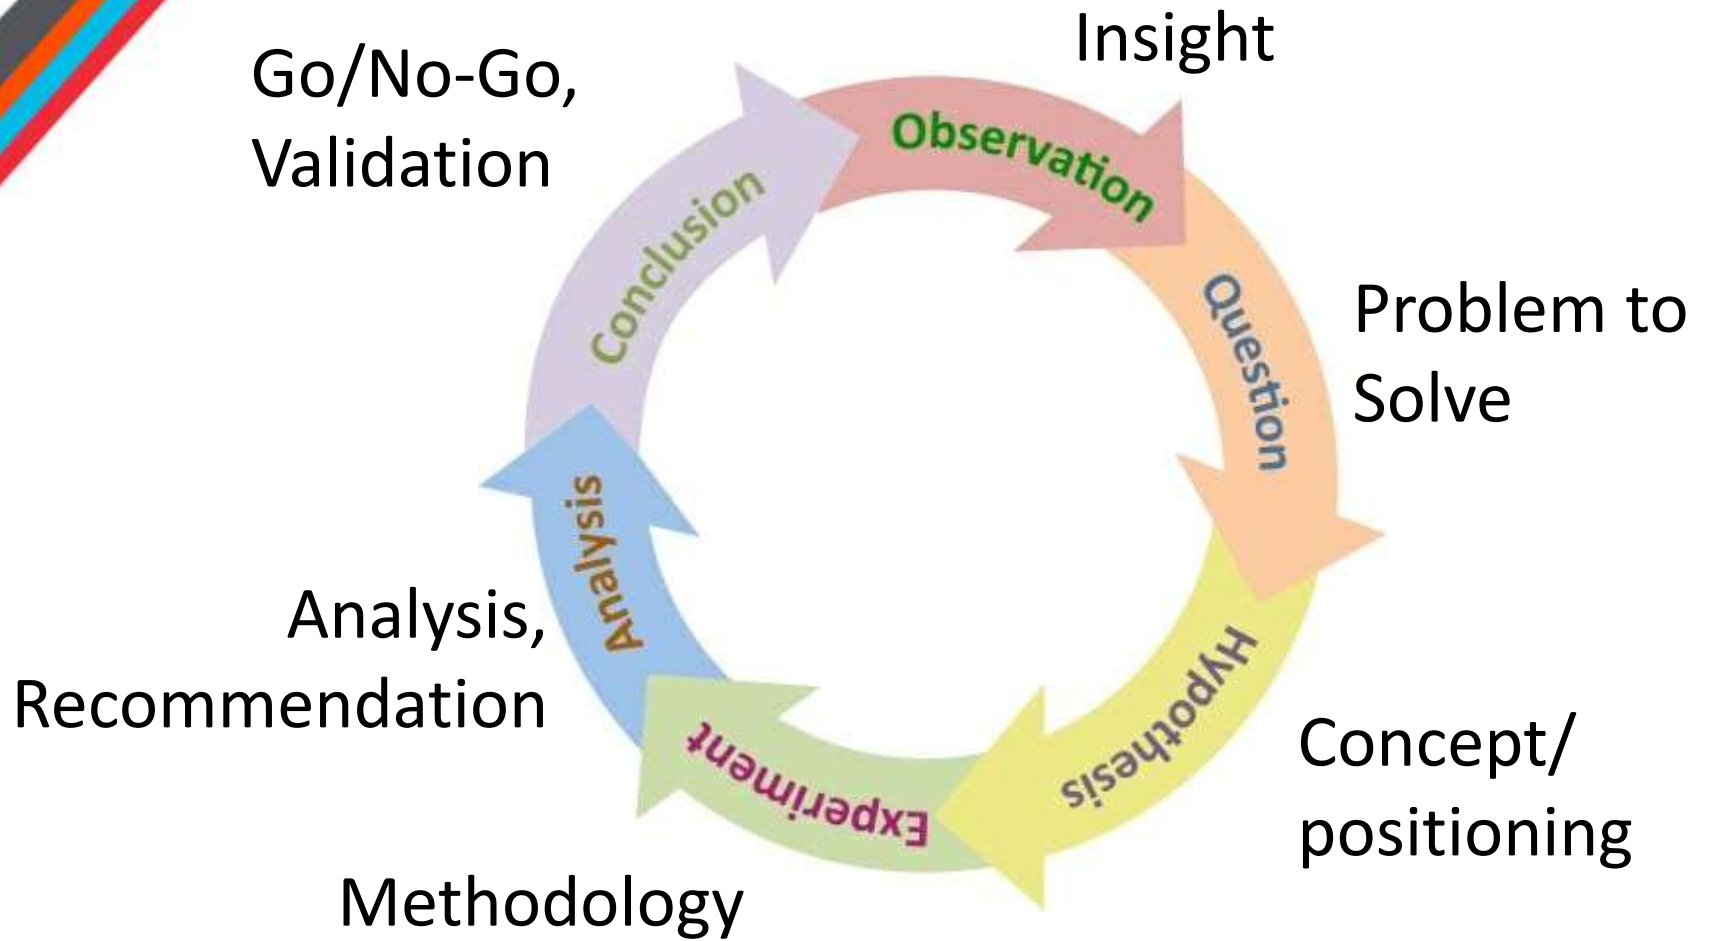 Insight
Go/No-Go,
Validation
Observation
Conclusion
Question
Problem to
Solve
Analysis
Analysis,
Recommendation
Hypothesis
Concept/
positioning
Experiment
Methodology